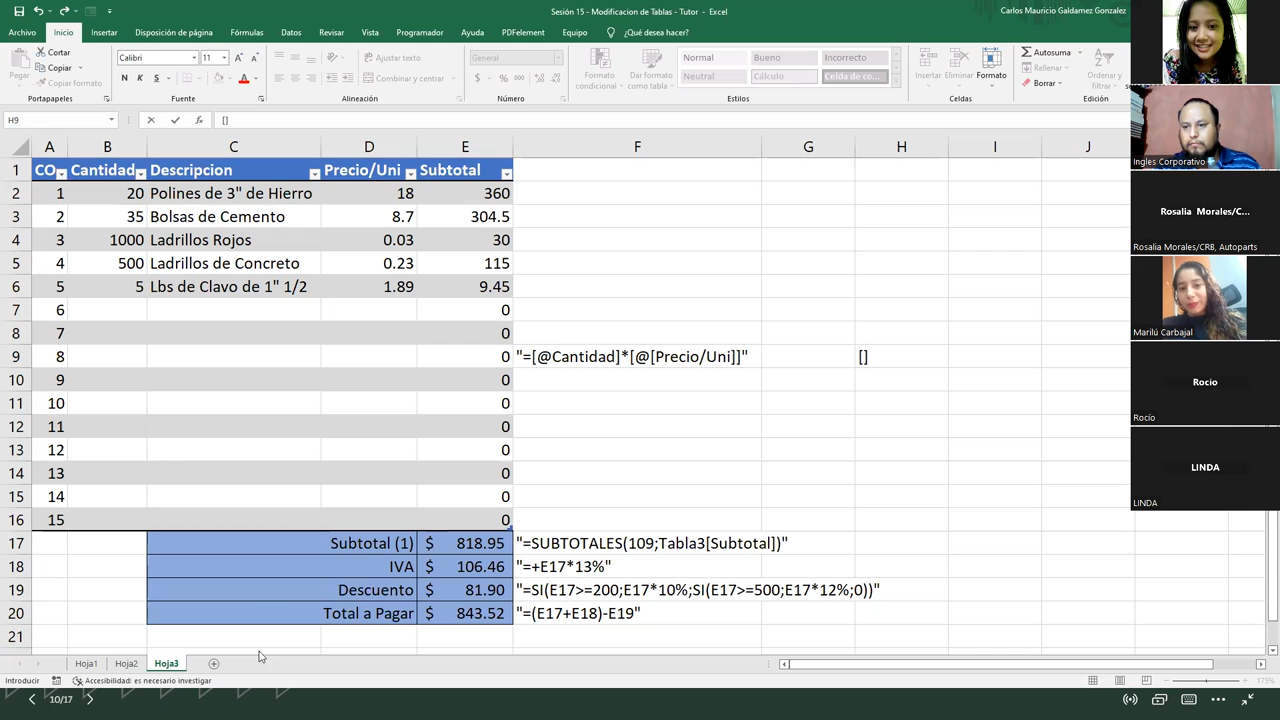 Sesión 15 - Modificacion de Tablas - Tutor - Excel
Carlos Mauricio Galdamez Gonzalez
Archivo Inicio Insertar Disposición de página Fórmulas Datos Revisar Vista Programador Ayuda PDFelement Equipo ¿Qué desea hacer?
Pegar
Cortar
Copiar
Copiar formato
Portapapeles
Calibri 11
N K S
Fuente
Ajustar texto
Combinar y centrar
Alineación
General
$ % 000
Número
Formato condicional
Dar formato como tabla
Normal Bueno Incorrecto
Neutral Cálculo Celda de co...
Estilos
Insertar Eliminar Formato
Celdas
Autosuma
Rellenar
Borrar
Ordenar y
Edición
H9 fx []
A B C D E F G H I J
1 CO Cantidad Descripcion Precio/Uni Subtotal
2 1 20 Polines de 3" de Hierro 18 360
3 2 35 Bolsas de Cemento 8.7 304.5
4 3 1000 Ladrillos Rojos 0.03 30
5 4 500 Ladrillos de Concreto 0.23 115
6 5 5 Lbs de Clavo de 1" 1/2 1.89 9.45
7 6 0
8 7 0
9 8 0 "=[@Cantidad]*[@[Precio/Uni]]" []
10 9 0
11 10 0
12 11 0
13 12 0
14 13 0
15 14 0
16 15 0
17 Subtotal (1) $ 818.95 "=SUBTOTALES(109;Tabla3[Subtotal])"
18 IVA $ 106.46 "=+E17*13%"
19 Descuento $ 81.90 "=SI(E17>=200;E17*10%;SI(E17>=500;E17*12%;0))"
20 Total a Pagar $ 843.52 "=(E17+E18)-E19"
21
Hoja1 Hoja2 Hoja3
Introducir Accesibilidad: es necesario investigar
175%
10/17
Ingles Corporativo
Rosalia Morales/C...
Rosalia Morales/CRB, Autoparts
Marilú Carbajal
Rocio
Rocío
LINDA
LINDA